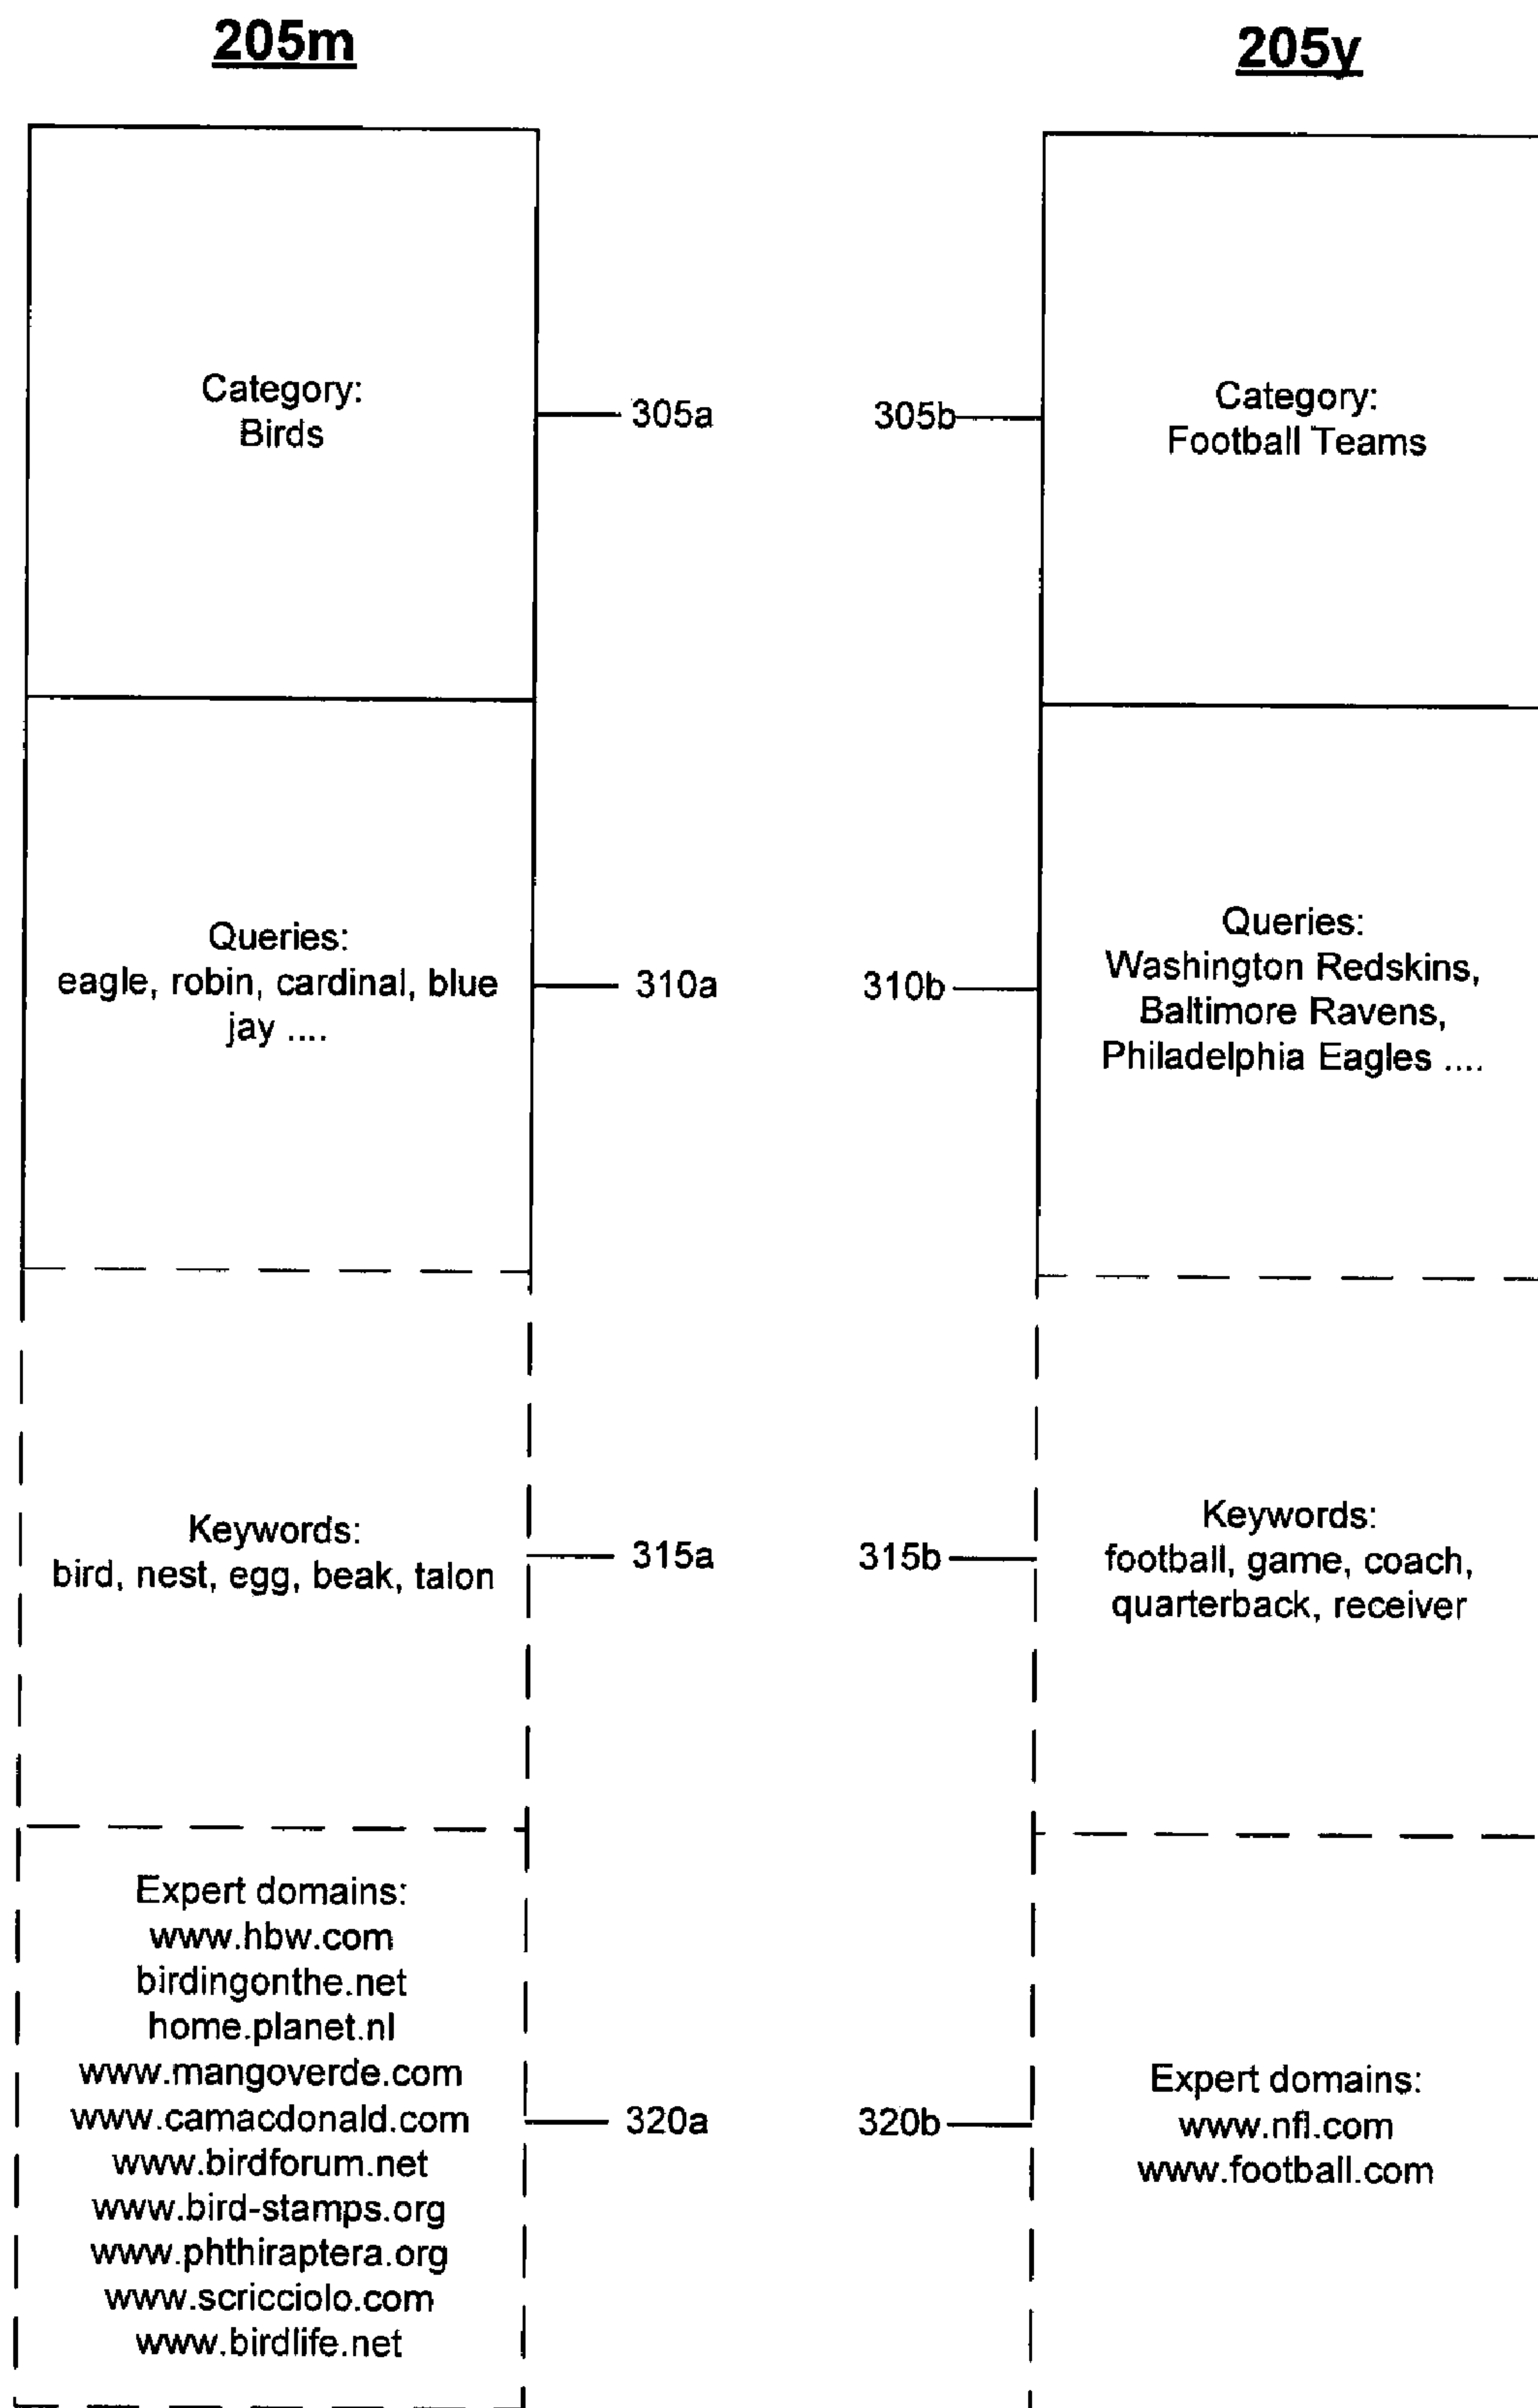 205m
205y
Category:
Birds
305a
305b
Category:
Football Teams
Queries:
eagle, robin, cardinal, blue
jay ....
310a
310b
Queries:
Washington Redskins,
Baltimore Ravens,
Philadelphia Eagles ....
Keywords:
bird, nest, egg, beak, talon
315a
315b
Keywords:
football, game, coach,
quarterback, receiver
Expert domains:
www.hbw.com
birdingonthe.net
home.planet.nl
www.mangoverde.com
www.camacdonald.com
www.birdforum.net
www.bird-stamps.org
www.phthiraptera.org
www.scricciolo.com
www.birdlife.net
320a
320b
Expert domains:
www.nfl.com
www.football.com